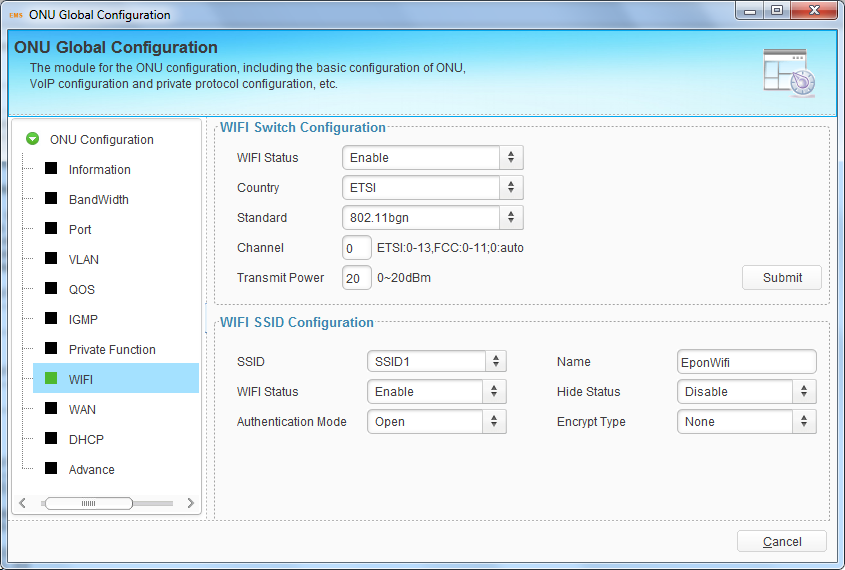 EMS ONU Global Configuration
ONU Global Configuration
The module for the ONU configuration, including the basic configuration of ONU,
VoIP configuration and private protocol configuration, etc.
ONU Configuration
Information
BandWidth
Port
VLAN
QOS
IGMP
Private Function
WIFI
WAN
DHCP
Advance
WIFI Switch Configuration
WIFI Status Enable
Country ETSI
Standard 802.11bgn
Channel 0 ETSI:0-13,FCC:0-11;0:auto
Transmit Power 20 0~20dBm
Submit
WIFI SSID Configuration
SSID SSID1 Name EponWifi
WIFI Status Enable Hide Status Disable
Authentication Mode Open Encrypt Type None
Cancel